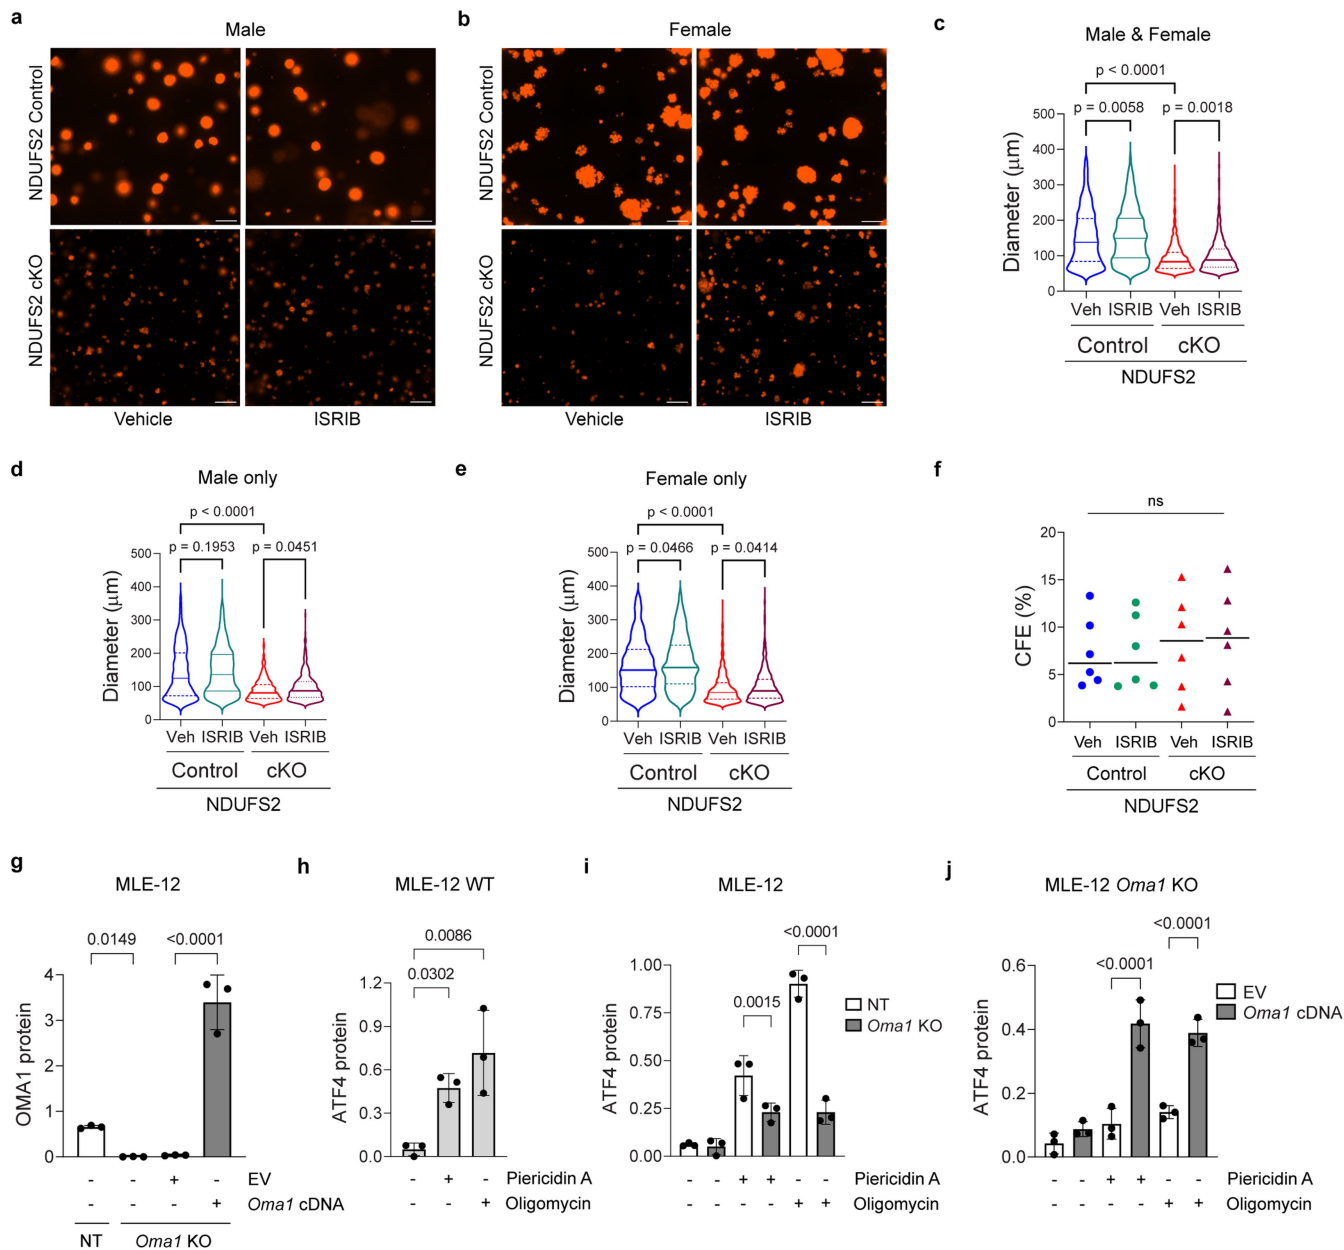 a
Male
NDUFS2 Control
NDUFS2 cKO
Vehicle
ISRIB
b
Female
NDUFS2 Control
NDUFS2 cKO
Vehicle
ISRIB
c
Male & Female
p < 0.0001
p = 0.0058
p = 0.0018
Diameter (μm)
500
400
300
200
100
0
Veh ISRIB Veh ISRIB
Control cKO
NDUFS2
d
Male only
p < 0.0001
p = 0.1953
p = 0.0451
Diameter (μm)
500
400
300
200
100
0
Veh ISRIB Veh ISRIB
Control cKO
NDUFS2
e
Female only
p < 0.0001
p = 0.0466
p = 0.0414
Diameter (μm)
500
400
300
200
100
0
Veh ISRIB Veh ISRIB
Control cKO
NDUFS2
f
ns
CFE (%)
20
15
10
5
0
Veh ISRIB Veh ISRIB
Control cKO
NDUFS2
g
MLE-12
0.0149
<0.0001
OMA1 protein
4
3
2
1
0
- - + - EV
- - - + Oma1 cDNA
NT Oma1 KO
h
MLE-12 WT
0.0086
0.0302
ATF4 protein
1.2
0.9
0.6
0.3
0.0
- + - Piericidin A
- - + Oligomycin
i
MLE-12
<0.0001
0.0015
NT
Oma1 KO
ATF4 protein
1.00
0.75
0.50
0.25
0.00
- - + + - - Piericidin A
- - - - + + Oligomycin
j
MLE-12 Oma1 KO
<0.0001
<0.0001
EV
Oma1 cDNA
ATF4 protein
0.6
0.4
0.2
0.0
- - + + - - Piericidin A
- - - - + + Oligomycin